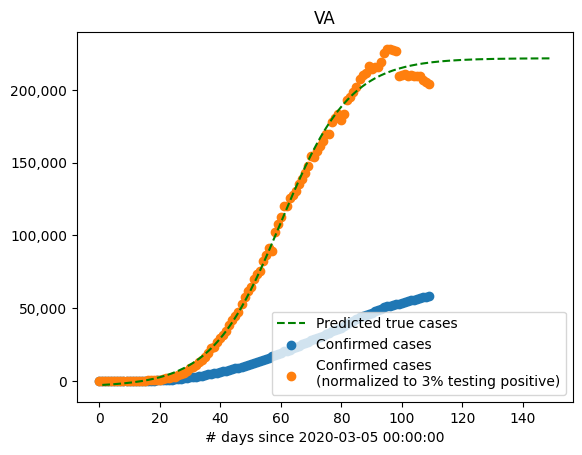 VA
200,000
150,000
100,000
50,000
0
Predicted true cases
Confirmed cases
Confirmed cases
(normalized to 3% testing positive)
0 20 40 60 80 100 120 140
# days since 2020-03-05 00:00:00